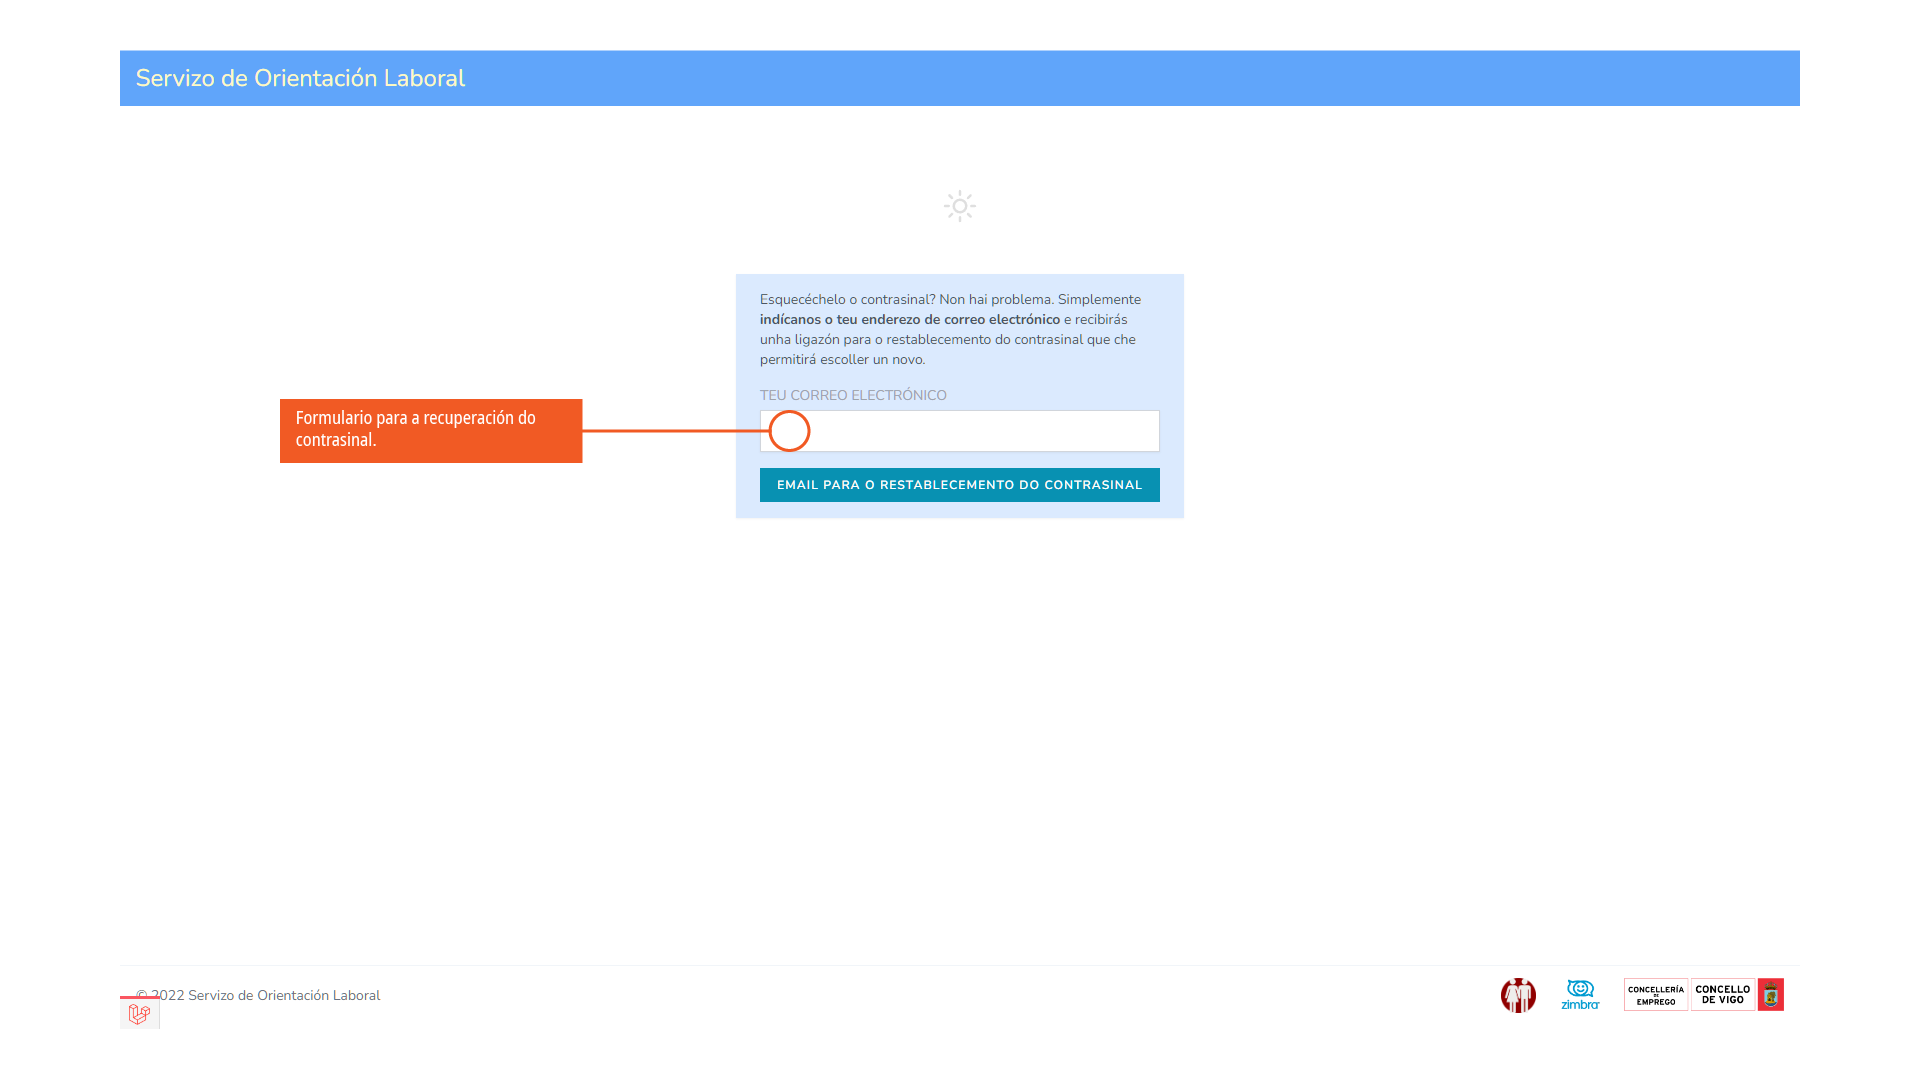 Servizo de Orientación Laboral
Esquecéchelo o contrasinal? Non hai problema. Simplemente
indícanos o teu enderezo de correo electrónico e recibirás
unha ligazón para o restablecemento do contrasinal que che
permitirá escoller un novo.
TEU CORREO ELECTRÓNICO
Formulario para a recuperación do
contrasinal.
EMAIL PARA O RESTABLECEMENTO DO CONTRASINAL
© 2022 Servizo de Orientación Laboral
zimbra
CONCELLERÍA
DE
EMPREGO
CONCELLO
DE VIGO